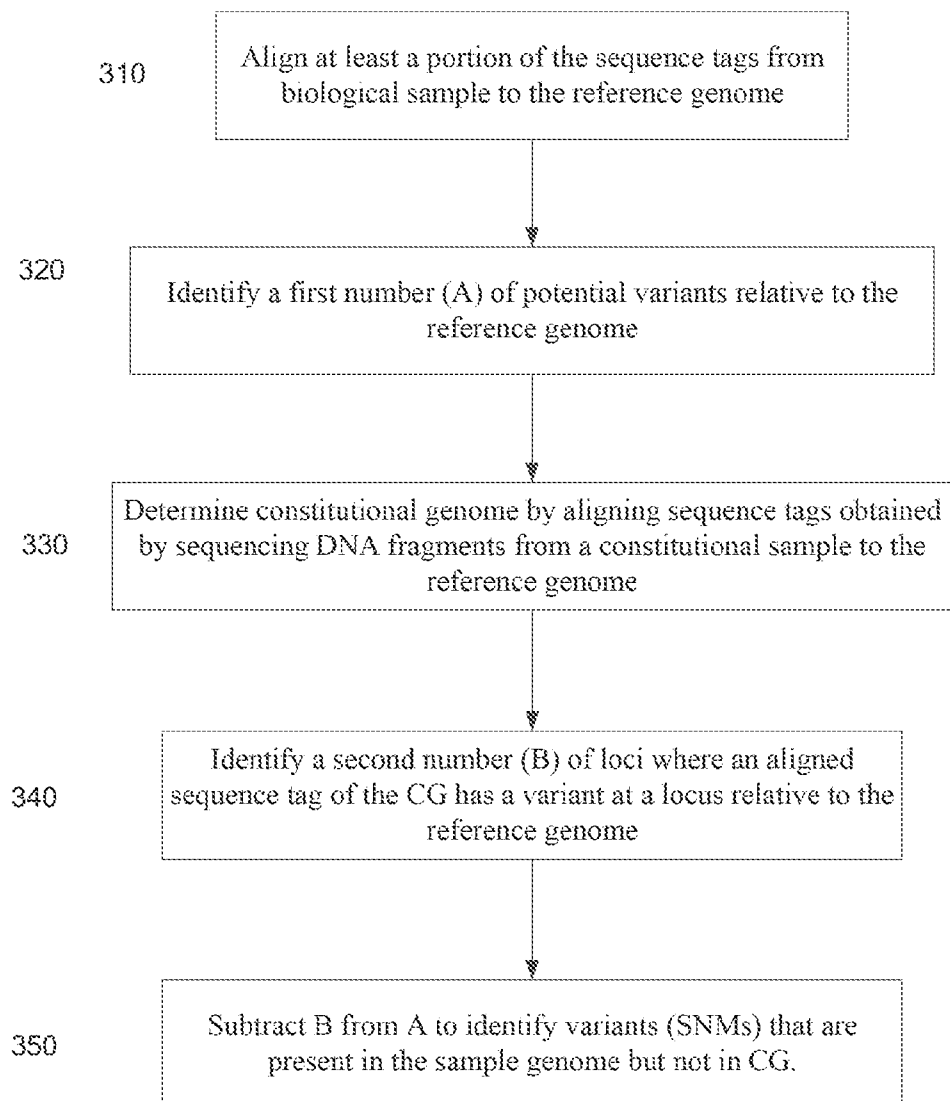 310
Align at least a portion of the sequence tags from
biological sample to the reference genome
320
Identify a first number (A) of potential variants relative to the
reference genome
330
Determine constitutional genome by aligning sequence tags obtained
by sequencing DNA fragments from a constitutional sample to the
reference genome
340
Identify a second number (B) of loci where an aligned
sequence tag of the CG has a variant at a locus relative to the
reference genome
350
Subtract B from A to identify variants (SNMs) that are
present in the sample genome but not in CG.